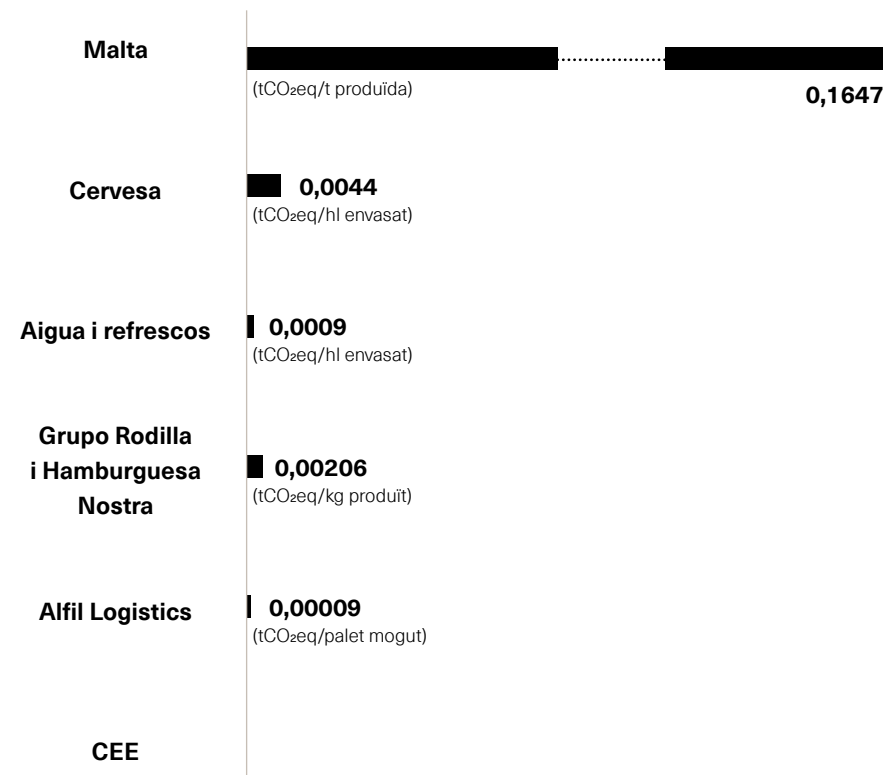 Malta
(tCO₂eq/t produïda)
0,1647
Cervesa
0,0044
(tCO₂eq/hl envasat)
Aigua i refrescos
0,0009
(tCO₂eq/hl envasat)
Grupo Rodilla
i Hamburguesa
Nostra
0,00206
(tCO₂eq/kg produït)
Alfil Logistics
0,00009
(tCO₂eq/palet mogut)
CEE